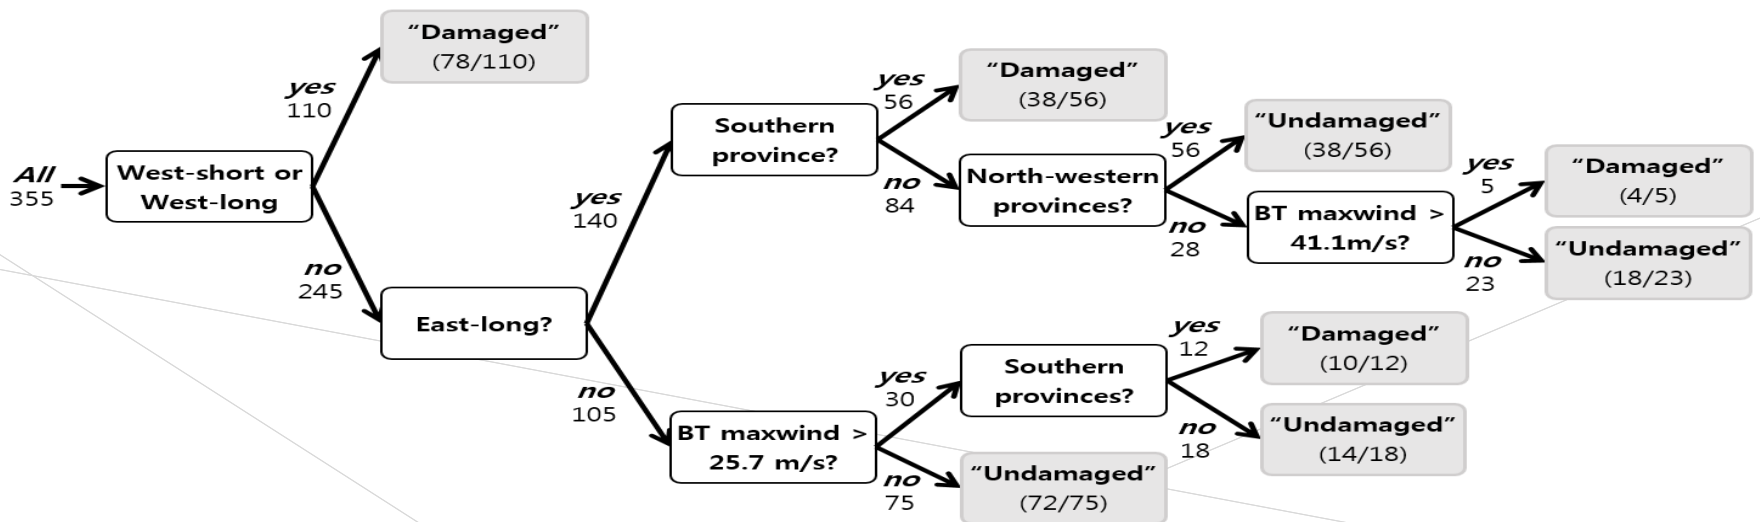 All
355
West-short or
West-long
yes
110
“Damaged”
(78/110)
no
245
East-long?
yes
140
Southern
province?
yes
56
“Damaged”
(38/56)
no
84
North-western
provinces?
yes
56
“Undamaged”
(38/56)
no
28
BT maxwind >
41.1m/s?
yes
5
“Damaged”
(4/5)
no
23
“Undamaged”
(18/23)
no
105
BT maxwind >
25.7 m/s?
yes
30
Southern
provinces?
yes
12
“Damaged”
(10/12)
no
18
“Undamaged”
(14/18)
no
75
“Undamaged”
(72/75)